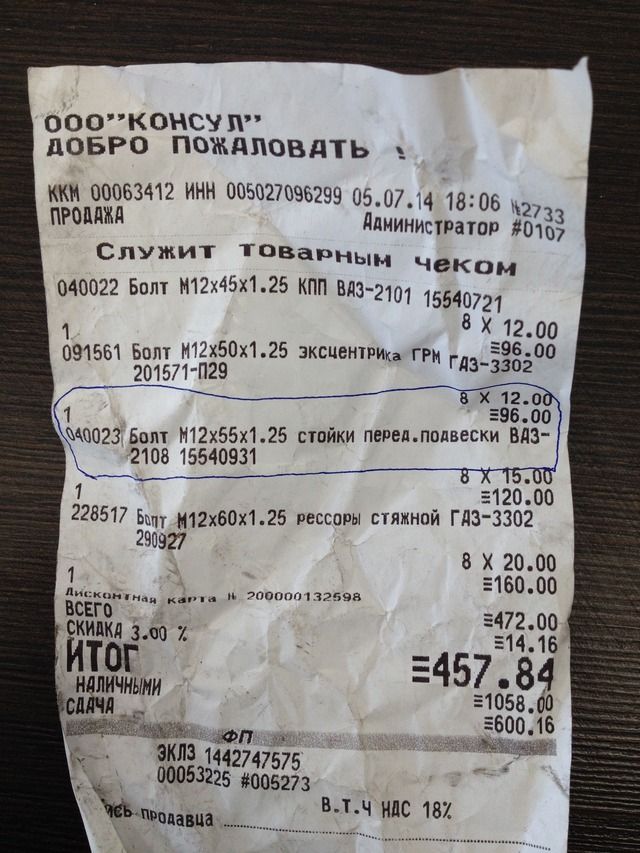 ООО"КОНСУЛ"
ДОБРО ПОЖАЛОВАТЬ !
ККМ 00063412 ИНН 005027096299 05.07.14 18:06 №2733
ПРОДАЖА Администратор #0107
Служит товарным чеком
040022 Болт М12х45х1.25 КПП ВАЗ-2101 15540721
8 X 12.00
1 ≡96.00
091561 Болт М12х50х1.25 эксцентрика ГРМ ГАЗ-3302
201571-П29
8 X 12.00
1 ≡96.00
040023 Болт М12х55х1.25 стойки перед.подвески ВАЗ-
2108 15540931
8 X 15.00
1 ≡120.00
228517 Болт М12х60х1.25 рессоры стяжной ГАЗ-3302
290927
8 X 20.00
1 ≡160.00
Дисконтная карта № 200000132598
ВСЕГО ≡472.00
СКИДКА 3.00 % ≡14.16
ИТОГ ≡457.84
НАЛИЧНЫМИ ≡1058.00
СДАЧА ≡600.16
ФП
ЭКЛЗ 1442747575
00053225 #005273
В.Т.Ч НДС 18%
продавца